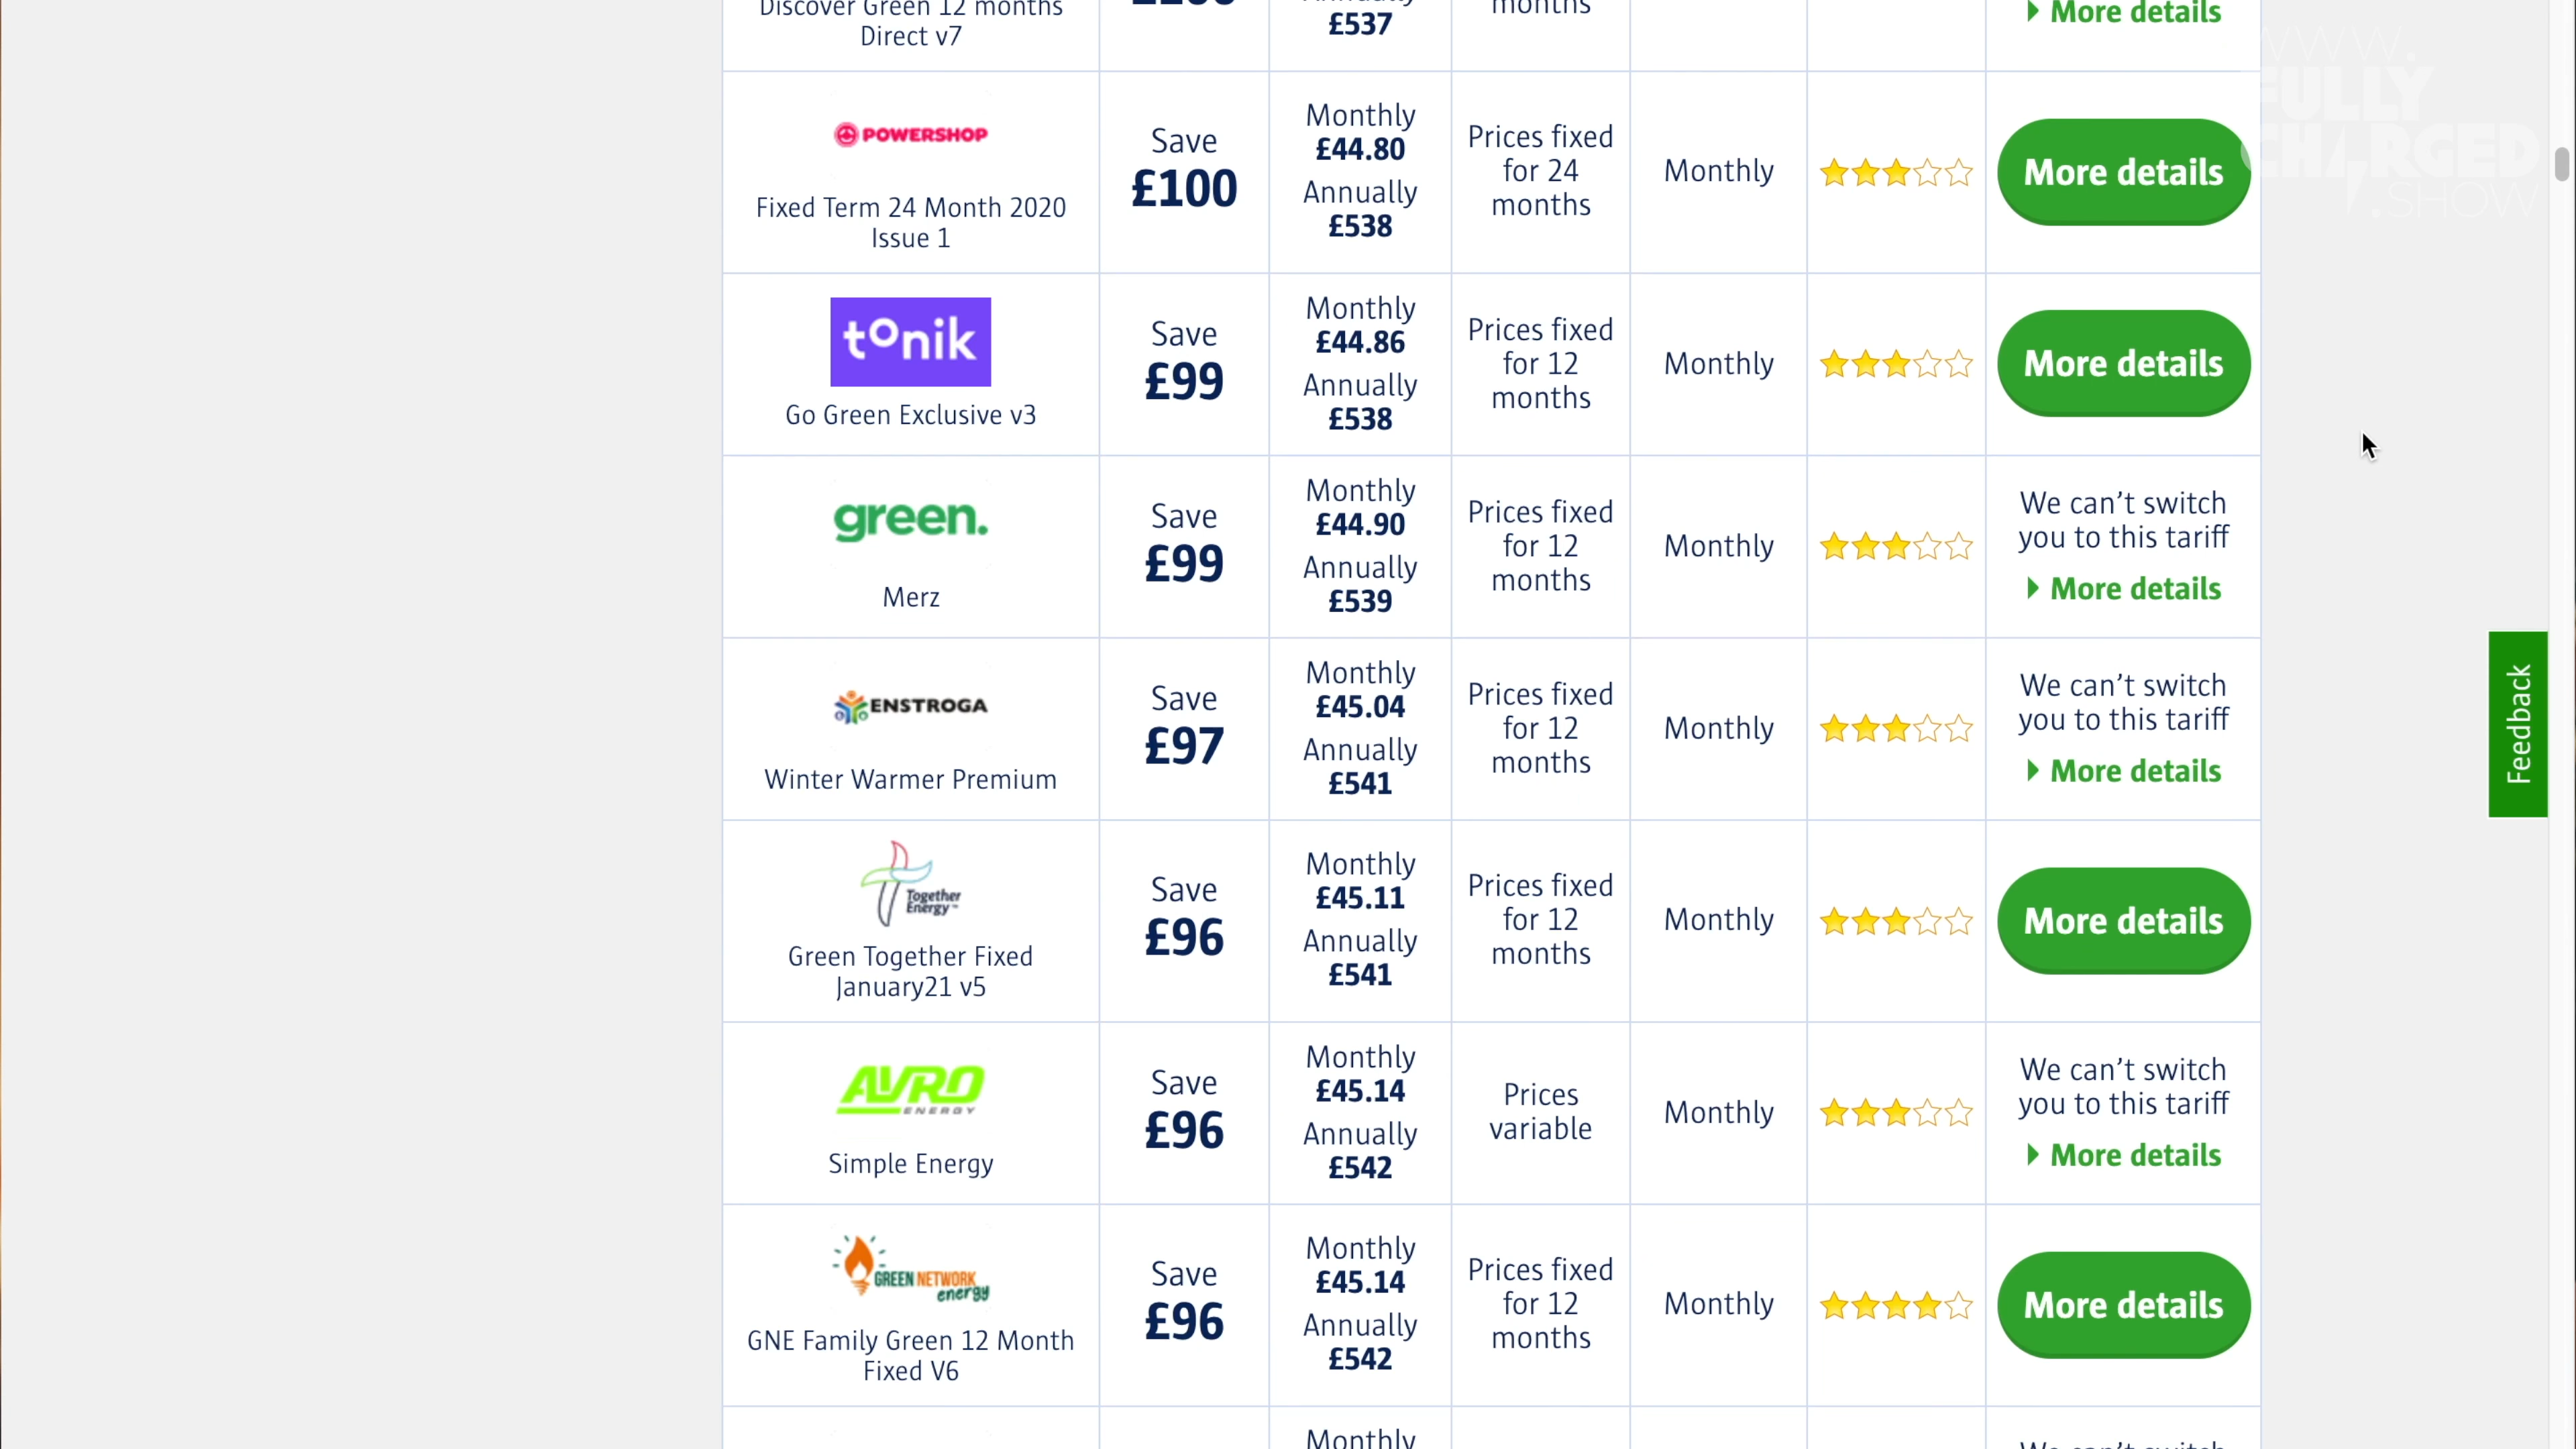 Discover Green 12 months
Direct v7
£537
months
More details
WWW.
FULLY
CHARGED
.SHOW
POWERSHOP
Fixed Term 24 Month 2020
Issue 1
Save
£100
Monthly
£44.80
Annually
£538
Prices fixed
for 24
months
Monthly
More details
tonik
Go Green Exclusive v3
Save
£99
Monthly
£44.86
Annually
£538
Prices fixed
for 12
months
Monthly
More details
green.
Merz
Save
£99
Monthly
£44.90
Annually
£539
Prices fixed
for 12
months
Monthly
We can’t switch
you to this tariff
More details
ENSTROGA
Winter Warmer Premium
Save
£97
Monthly
£45.04
Annually
£541
Prices fixed
for 12
months
Monthly
We can’t switch
you to this tariff
More details
Feedback
Together
Energy™
Green Together Fixed
January21 v5
Save
£96
Monthly
£45.11
Annually
£541
Prices fixed
for 12
months
Monthly
More details
AVRO
ENERGY
Simple Energy
Save
£96
Monthly
£45.14
Annually
£542
Prices
variable
Monthly
We can’t switch
you to this tariff
More details
GREEN NETWORK
energy
GNE Family Green 12 Month
Fixed V6
Save
£96
Monthly
£45.14
Annually
£542
Prices fixed
for 12
months
Monthly
More details
Monthly
We can’t switch